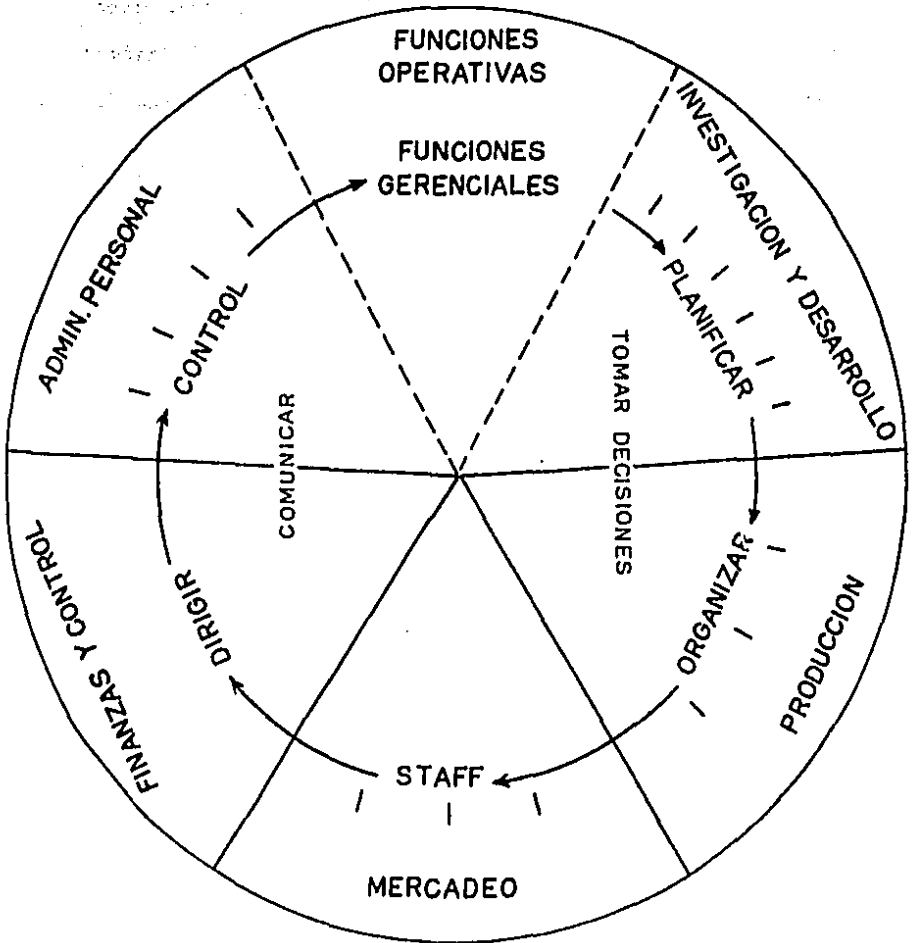 FUNCIONES
OPERATIVAS
FUNCIONES
GERENCIALES
INVESTIGACION Y DESARROLLO
PLANIFICAR
TOMAR DECISIONES
ORGANIZAR
PRODUCCION
STAFF
MERCADEO
DIRIGIR
FINANZAS Y CONTROL
COMUNICAR
CONTROL
ADMIN. PERSONAL